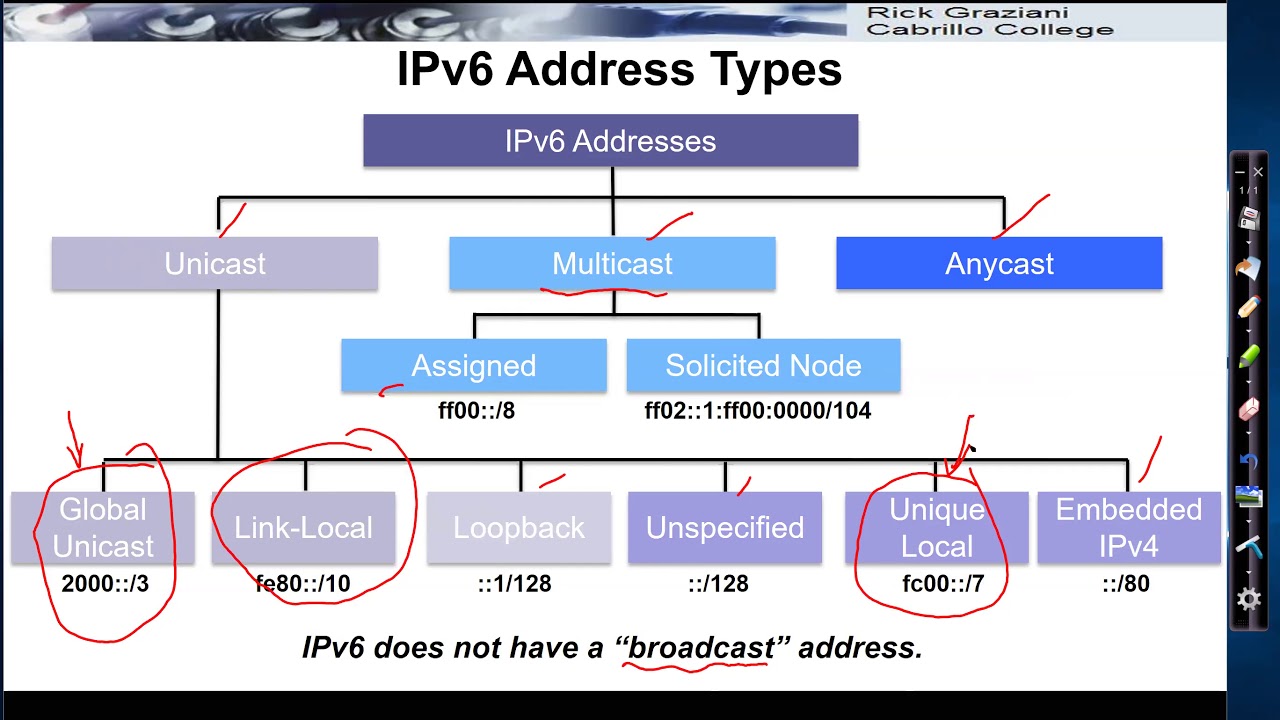 Rick Graziani
Cabrillo College
IPv6 Address Types
IPv6 Addresses
Unicast
Multicast
Anycast
Assigned
Solicited Node
ff00::/8
ff02::1:ff00:0000/104
Global
Unicast
Link-Local
Loopback
Unspecified
Unique
Local
Embedded
IPv4
2000::/3
fe80::/10
::1/128
::/128
fc00::/7
::/80
IPv6 does not have a “broadcast” address.
1/1